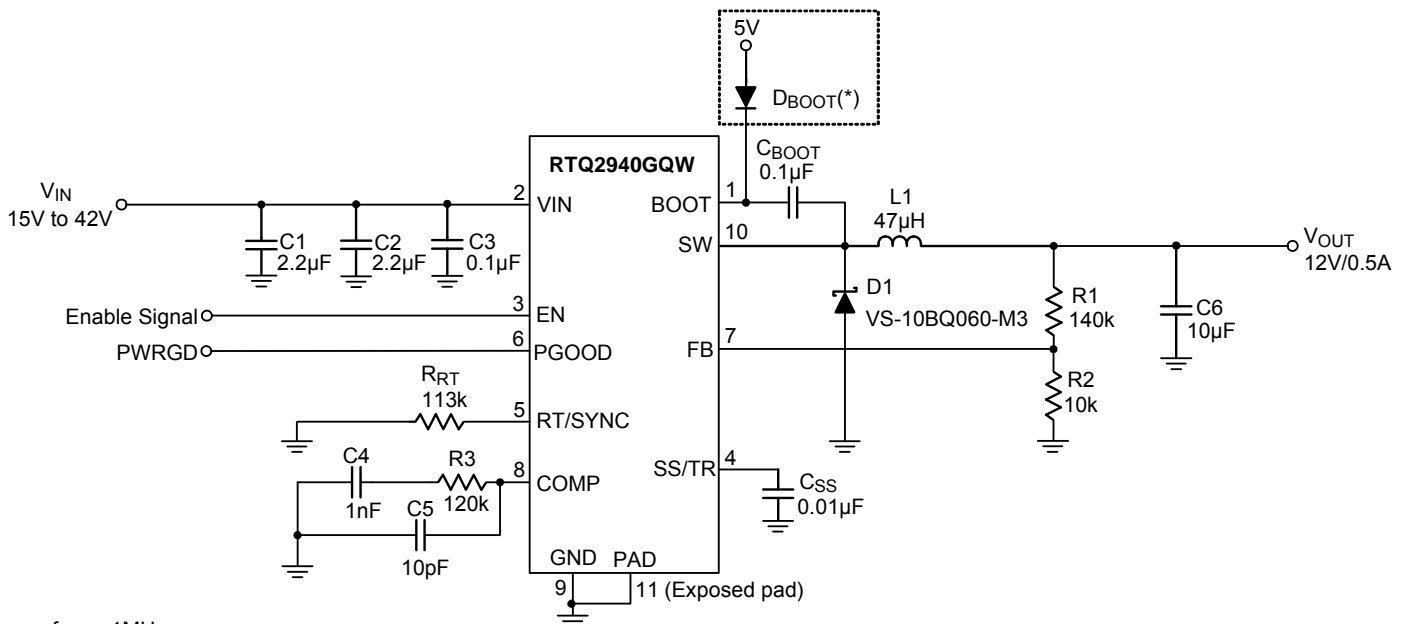 5V
DBOOT(*)
RTQ2940GQW
CBOOT
0.1µF
VIN
15V to 42V
2
VIN
BOOT
1
L1
47µH
C1
2.2µF
C2
2.2µF
C3
0.1µF
SW
10
VOUT
12V/0.5A
D1
VS-10BQ060-M3
R1
140k
C6
10µF
Enable Signal
3
EN
PWRGD
6
PGOOD
FB
7
R2
10k
RRT
113k
5
RT/SYNC
C4
1nF
R3
120k
8
COMP
SS/TR
4
CSS
0.01µF
C5
10pF
GND
PAD
9
11 (Exposed pad)